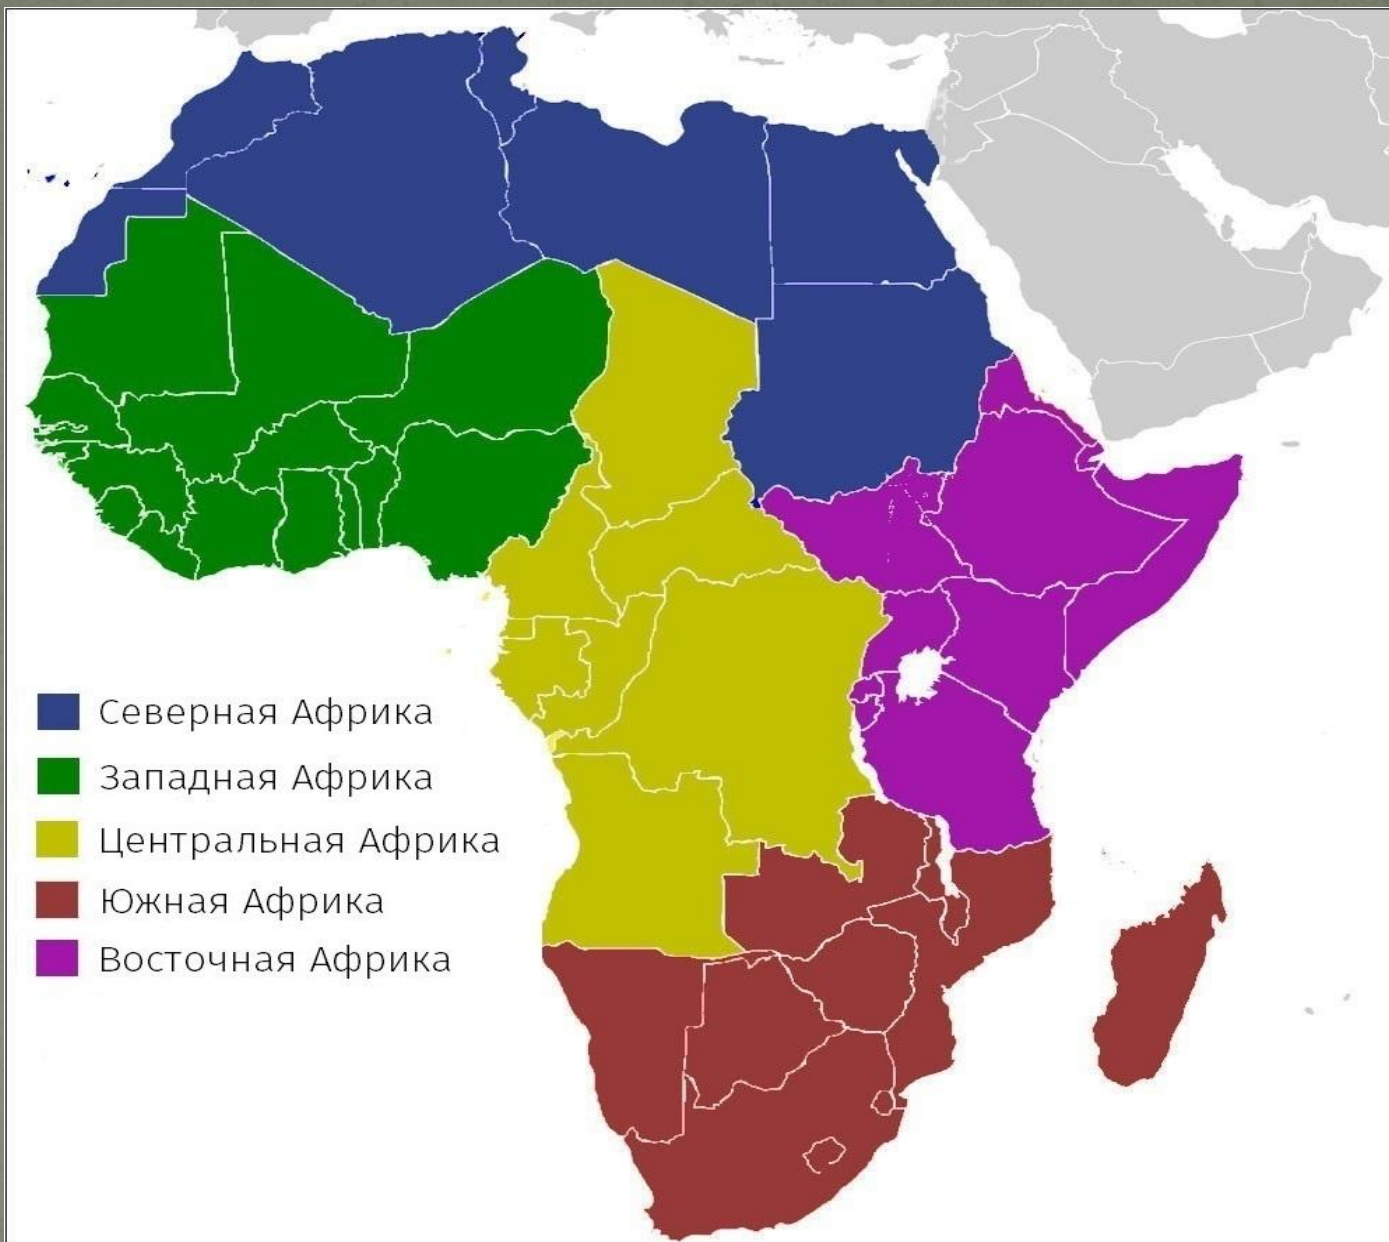 Северная Африка
Западная Африка
Центральная Африка
Южная Африка
Восточная Африка